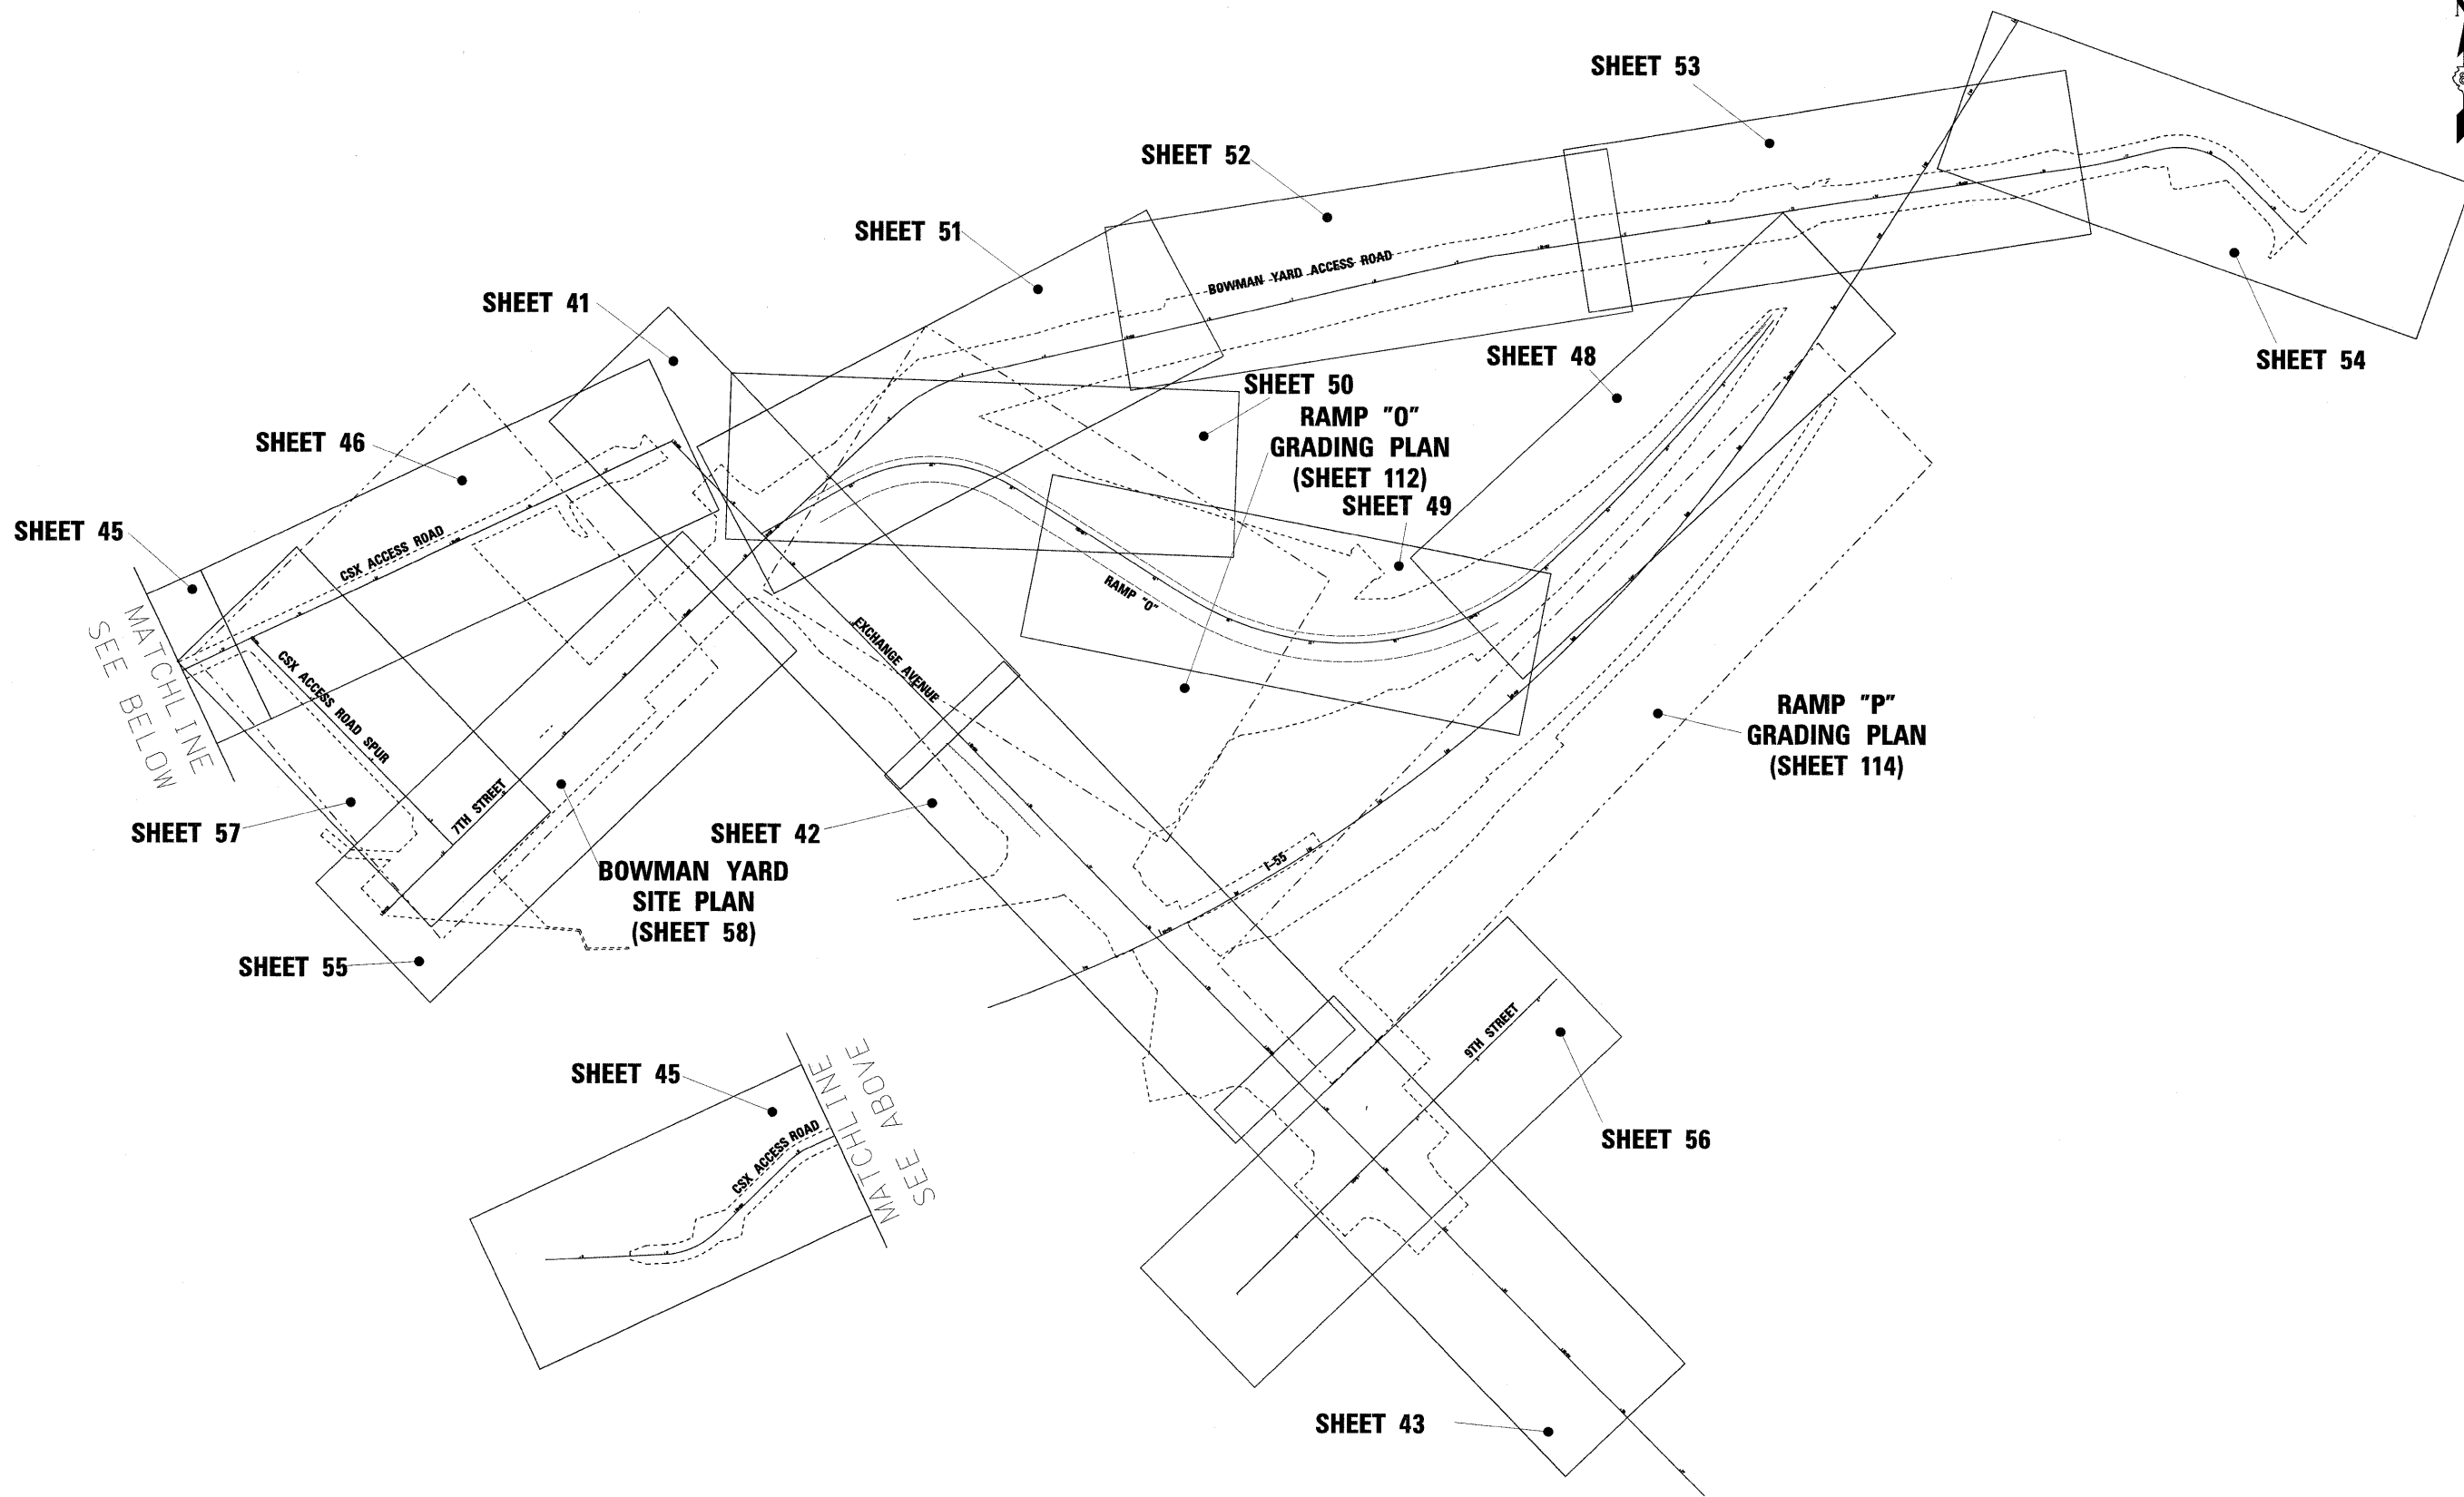 N
SHEET 53
SHEET 52
SHEET 51
BOWMAN YARD ACCESS ROAD
SHEET 41
SHEET 48
SHEET 54
SHEET 50
RAMP "O"
GRADING PLAN
(SHEET 112)
SHEET 49
SHEET 46
SHEET 45
CSX ACCESS ROAD
MATCHLINE
SEE BELOW
CSX ACCESS ROAD SPUR
RAMP "O"
EXCHANGE AVENUE
RAMP "P"
GRADING PLAN
(SHEET 114)
7TH STREET
SHEET 57
SHEET 42
BOWMAN YARD
SITE PLAN
(SHEET 58)
I-55
SHEET 55
9TH STREET
SHEET 45
MATCHLINE
SEE ABOVE
CSX ACCESS ROAD
SHEET 56
SHEET 43